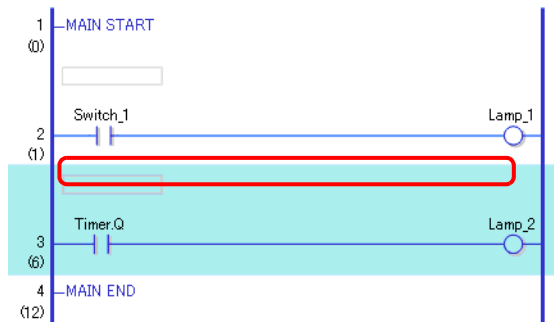 1 MAIN START
(0)
Switch_1 Lamp_1
2
(1)
Timer.Q Lamp_2
3
(6)
4 MAIN END
(12)